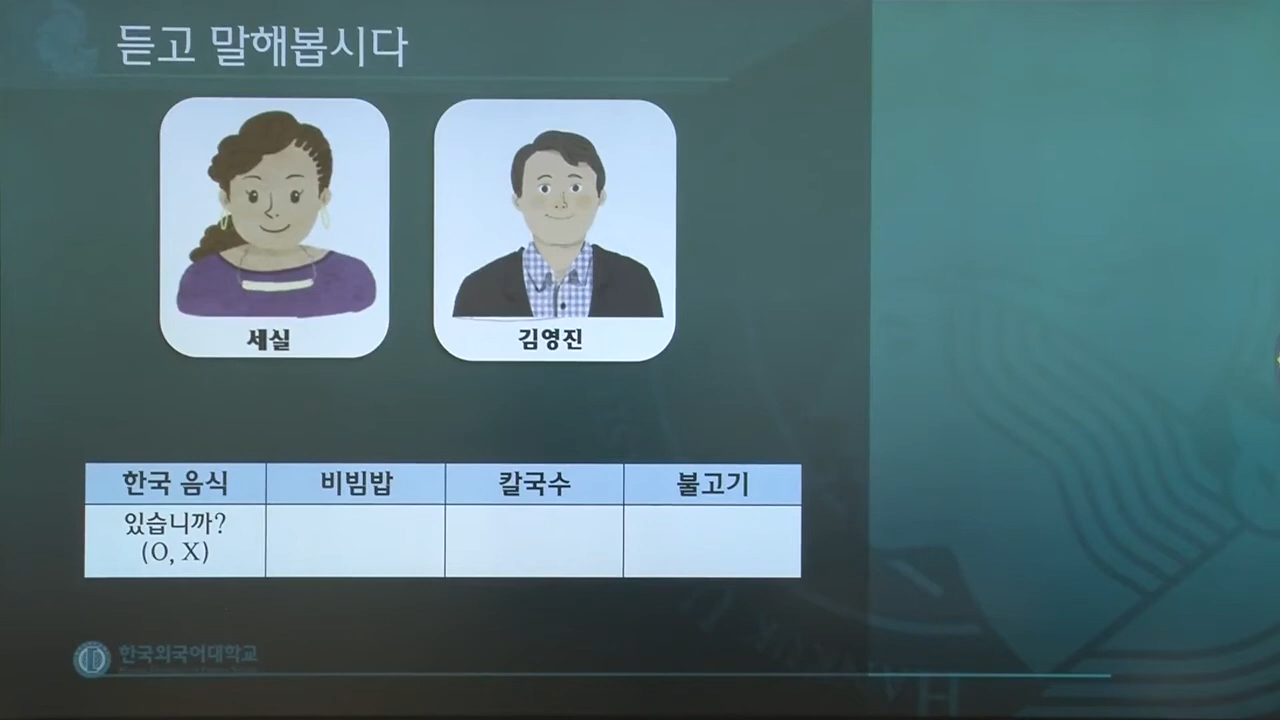 듣고 말해봅시다
세실
김영진
한국 음식
비빔밥
칼국수
불고기
있습니까?
(O, X)
한국외국어대학교
HANKUK U